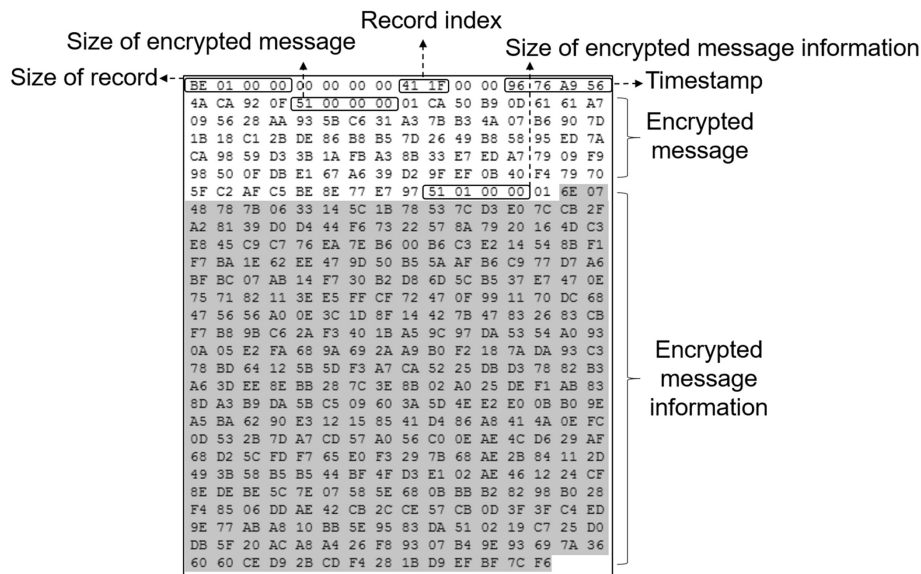 Record index
Size of encrypted message
Size of encrypted message information
Size of record
BE 01 00 00 00 00 00 00 41 1F 00 00 96 76 A9 56
Timestamp
4A CA 92 0F 51 00 00 00 01 CA 50 B9 0D 61 61 A7
09 56 28 AA 93 5B C6 31 A3 7B B3 4A 07 B6 90 7D
Encrypted
message
1B 18 C1 2B DE 86 B8 B5 7D 26 49 B8 58 95 ED 7A
CA 98 59 D3 3B 1A FB A3 8B 33 E7 ED A7 79 09 F9
98 50 0F DB E1 67 A6 39 D2 9F EF 0B 40 F4 79 70
5F C2 AF C5 BE 8E 77 E7 97 51 01 00 00 01 6E 07
48 78 7B 06 33 14 5C 1B 78 53 7C D3 E0 7C CB 2F
A2 81 39 D0 D4 44 F6 73 22 57 8A 79 20 16 4D C3
E8 45 C9 C7 76 EA 7E B6 00 B6 C3 E2 14 54 8B F1
F7 BA 1E 62 EE 47 9D 50 B5 5A AF B6 C9 77 D7 A6
BF BC 07 AB 14 F7 30 B2 D8 6D 5C B5 37 E7 47 0E
75 71 82 11 3E E5 FF CF 72 47 0F 99 11 70 DC 68
47 56 56 A0 0E 3C 1D 8F 14 42 7B 47 83 26 83 CB
F7 B8 9B C6 2A F3 40 1B A5 9C 97 DA 53 54 A0 93
0A 05 E2 FA 68 9A 69 2A A9 B0 F2 18 7A DA 93 C3
Encrypted
message
information
78 BD 64 12 5B 5D F3 A7 CA 52 25 DB D3 78 82 B3
A6 3D EE 8E BB 28 7C 3E 8B 02 A0 25 DE F1 AB 83
8D A3 B9 DA 5B C5 09 60 3A 5D 4E E2 E0 0B B0 9E
A5 BA 62 90 E3 12 15 85 41 D4 86 A8 41 4A 0E FC
0D 53 2B 7D A7 CD 57 A0 56 C0 0E AE 4C D6 29 AF
68 D2 5C FD F7 65 E0 F3 29 7B 68 AE 2B 84 11 2D
49 3B 58 B5 B5 44 BF 4F D3 E1 02 AE 46 12 24 CF
8E DE BE 5C 7E 07 58 5E 68 0B BB B2 82 98 B0 28
F4 85 06 DD AE 42 CB 2C CE 57 CB 0D 3F 3F C4 ED
9E 77 AB A8 10 BB 5E 95 83 DA 51 02 19 C7 25 D0
DB 5F 20 AC A8 A4 26 F8 93 07 B4 9E 93 69 7A 36
60 60 CE D9 2B CD F4 28 1B D9 EF BF 7C F6